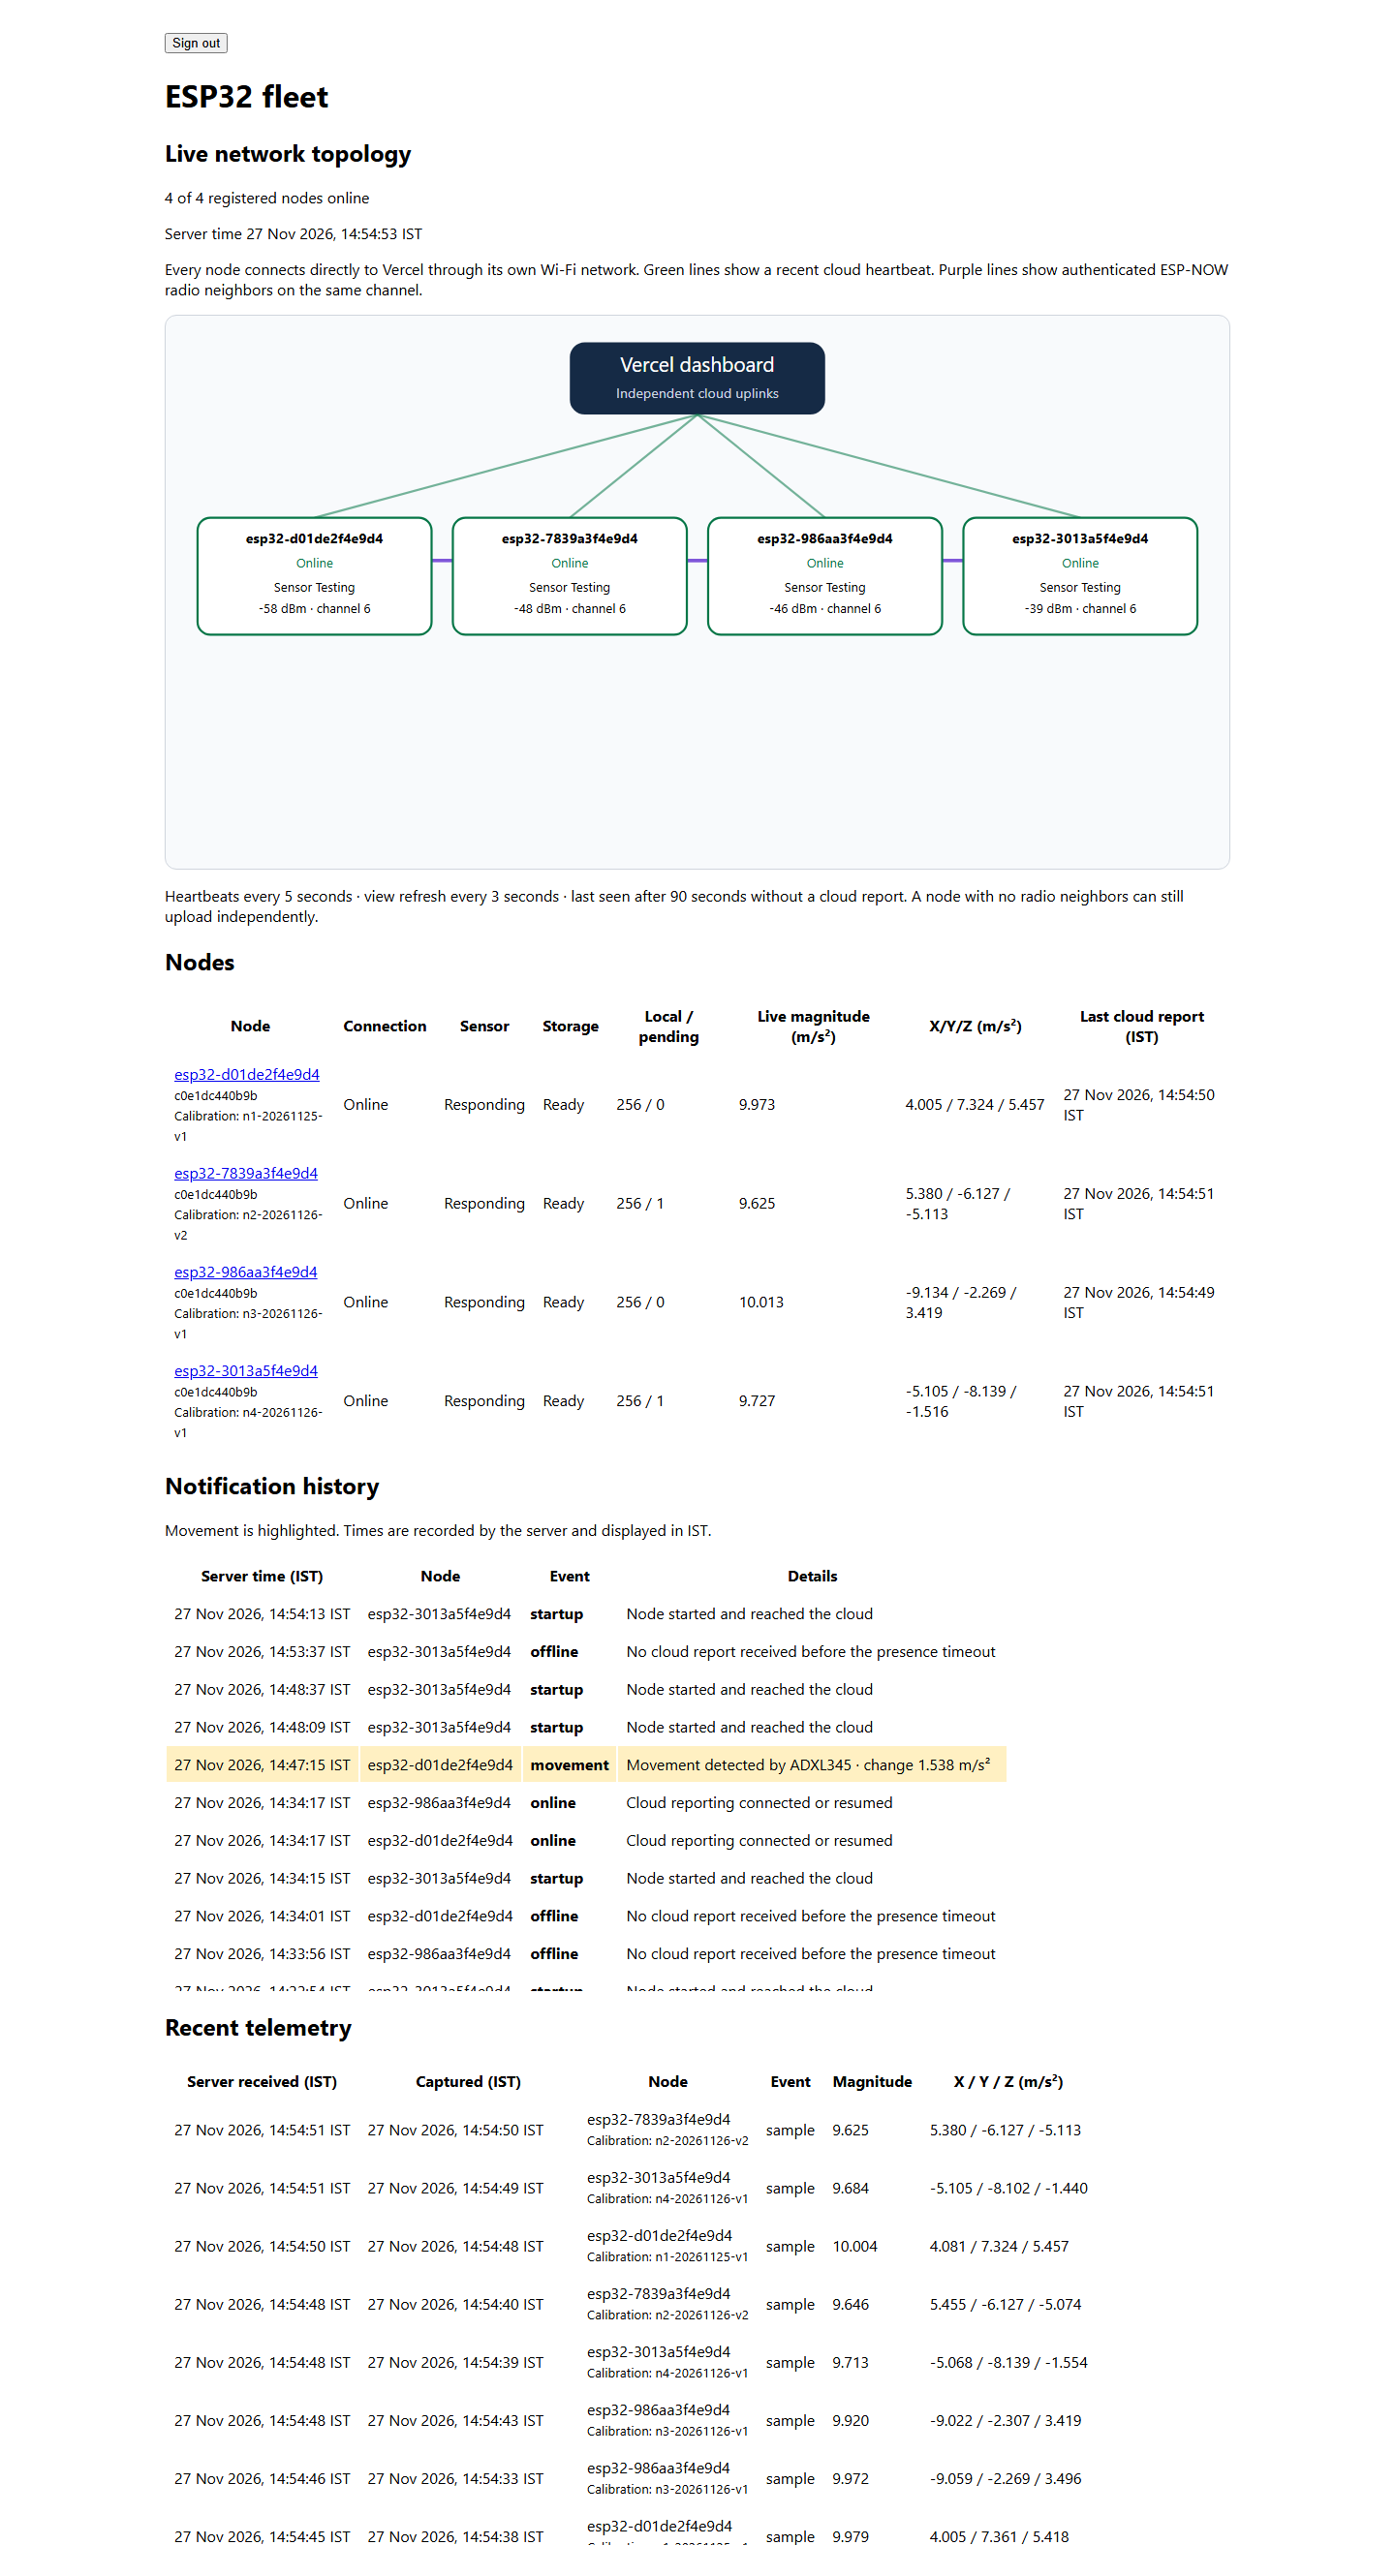 Sign out
ESP32 fleet
Live network topology
4 of 4 registered nodes online
Server time 27 Nov 2026, 14:54:53 IST
Every node connects directly to Vercel through its own Wi-Fi network. Green lines show a recent cloud heartbeat. Purple lines show authenticated ESP-NOW
radio neighbors on the same channel.
Vercel dashboard
Independent cloud uplinks
esp32-d01de2f4e9d4
Online
Sensor Testing
-58 dBm · channel 6
esp32-7839a3f4e9d4
Online
Sensor Testing
-48 dBm · channel 6
esp32-986aa3f4e9d4
Online
Sensor Testing
-46 dBm · channel 6
esp32-3013a5f4e9d4
Online
Sensor Testing
-39 dBm · channel 6
Heartbeats every 5 seconds · view refresh every 3 seconds · last seen after 90 seconds without a cloud report. A node with no radio neighbors can still
upload independently.
Nodes
Node Connection Sensor Storage Local / pending Live magnitude (m/s²) X/Y/Z (m/s²) Last cloud report (IST)
esp32-d01de2f4e9d4
c0e1dc440b9b
Calibration: n1-20261125-
v1
Online Responding Ready 256 / 0 9.973 4.005 / 7.324 / 5.457 27 Nov 2026, 14:54:50 IST
esp32-7839a3f4e9d4
c0e1dc440b9b
Calibration: n2-20261126-
v2
Online Responding Ready 256 / 1 9.625 5.380 / -6.127 / -5.113 27 Nov 2026, 14:54:51 IST
esp32-986aa3f4e9d4
c0e1dc440b9b
Calibration: n3-20261126-
v1
Online Responding Ready 256 / 0 10.013 -9.134 / -2.269 / 3.419 27 Nov 2026, 14:54:49 IST
esp32-3013a5f4e9d4
c0e1dc440b9b
Calibration: n4-20261126-
v1
Online Responding Ready 256 / 1 9.727 -5.105 / -8.139 / -1.516 27 Nov 2026, 14:54:51 IST
Notification history
Movement is highlighted. Times are recorded by the server and displayed in IST.
Server time (IST) Node Event Details
27 Nov 2026, 14:54:13 IST esp32-3013a5f4e9d4 startup Node started and reached the cloud
27 Nov 2026, 14:53:37 IST esp32-3013a5f4e9d4 offline No cloud report received before the presence timeout
27 Nov 2026, 14:48:37 IST esp32-3013a5f4e9d4 startup Node started and reached the cloud
27 Nov 2026, 14:48:09 IST esp32-3013a5f4e9d4 startup Node started and reached the cloud
27 Nov 2026, 14:47:15 IST esp32-d01de2f4e9d4 movement Movement detected by ADXL345 · change 1.538 m/s²
27 Nov 2026, 14:34:17 IST esp32-986aa3f4e9d4 online Cloud reporting connected or resumed
27 Nov 2026, 14:34:17 IST esp32-d01de2f4e9d4 online Cloud reporting connected or resumed
27 Nov 2026, 14:34:15 IST esp32-3013a5f4e9d4 startup Node started and reached the cloud
27 Nov 2026, 14:34:01 IST esp32-d01de2f4e9d4 offline No cloud report received before the presence timeout
27 Nov 2026, 14:33:56 IST esp32-986aa3f4e9d4 offline No cloud report received before the presence timeout
Recent telemetry
Server received (IST) Captured (IST) Node Event Magnitude X / Y / Z (m/s²)
27 Nov 2026, 14:54:51 IST 27 Nov 2026, 14:54:50 IST esp32-7839a3f4e9d4 sample 9.625 5.380 / -6.127 / -5.113
Calibration: n2-20261126-v2
27 Nov 2026, 14:54:51 IST 27 Nov 2026, 14:54:49 IST esp32-3013a5f4e9d4 sample 9.684 -5.105 / -8.102 / -1.440
Calibration: n4-20261126-v1
27 Nov 2026, 14:54:50 IST 27 Nov 2026, 14:54:48 IST esp32-d01de2f4e9d4 sample 10.004 4.081 / 7.324 / 5.457
Calibration: n1-20261125-v1
27 Nov 2026, 14:54:48 IST 27 Nov 2026, 14:54:40 IST esp32-7839a3f4e9d4 sample 9.646 5.455 / -6.127 / -5.074
Calibration: n2-20261126-v2
27 Nov 2026, 14:54:48 IST 27 Nov 2026, 14:54:39 IST esp32-3013a5f4e9d4 sample 9.713 -5.068 / -8.139 / -1.554
Calibration: n4-20261126-v1
27 Nov 2026, 14:54:48 IST 27 Nov 2026, 14:54:43 IST esp32-986aa3f4e9d4 sample 9.920 -9.022 / -2.307 / 3.419
Calibration: n3-20261126-v1
27 Nov 2026, 14:54:46 IST 27 Nov 2026, 14:54:33 IST esp32-986aa3f4e9d4 sample 9.972 -9.059 / -2.269 / 3.496
Calibration: n3-20261126-v1
27 Nov 2026, 14:54:45 IST 27 Nov 2026, 14:54:38 IST esp32-d01de2f4e9d4 sample 9.979 4.005 / 7.361 / 5.418